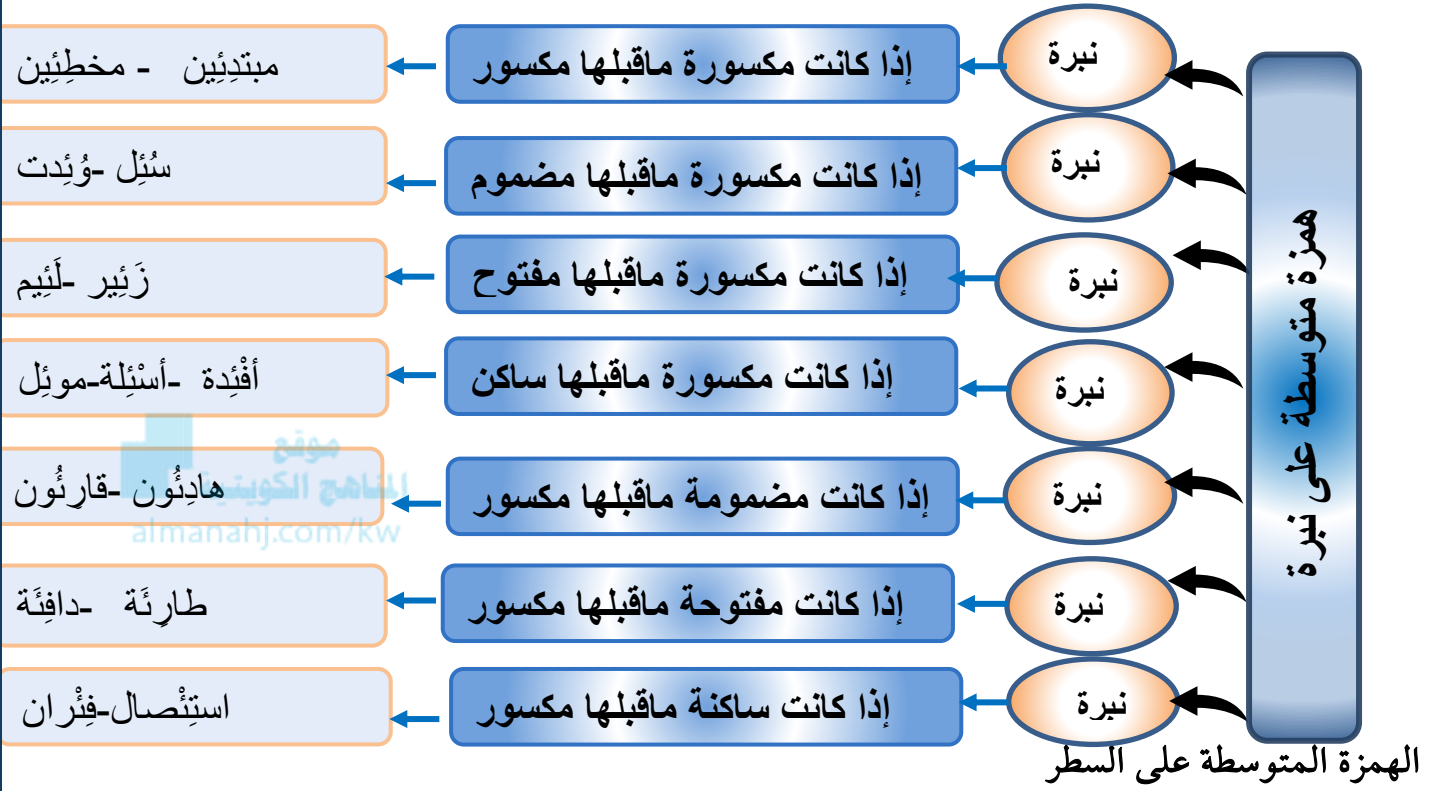 همزة متوسطة على نبرة
نبرة
إذا كانت مكسورة ماقبلها مكسور
مبتدِئِين - مخطِئِين
نبرة
إذا كانت مكسورة ماقبلها مضموم
سُئِل -وُئِدت
نبرة
إذا كانت مكسورة ماقبلها مفتوح
زَئِير -لَئِيم
نبرة
إذا كانت مكسورة ماقبلها ساكن
أفْئِدة -أسْئِلة-موئِل
نبرة
إذا كانت مضمومة ماقبلها مكسور
هادِئُون -قارِئُون
نبرة
إذا كانت مفتوحة ماقبلها مكسور
طارِئَة -دافِئَة
نبرة
إذا كانت ساكنة ماقبلها مكسور
استِئْصال-فِئْران
الهمزة المتوسطة على السطر
موقع
المناهج الكويتية
almanahj.com/kw